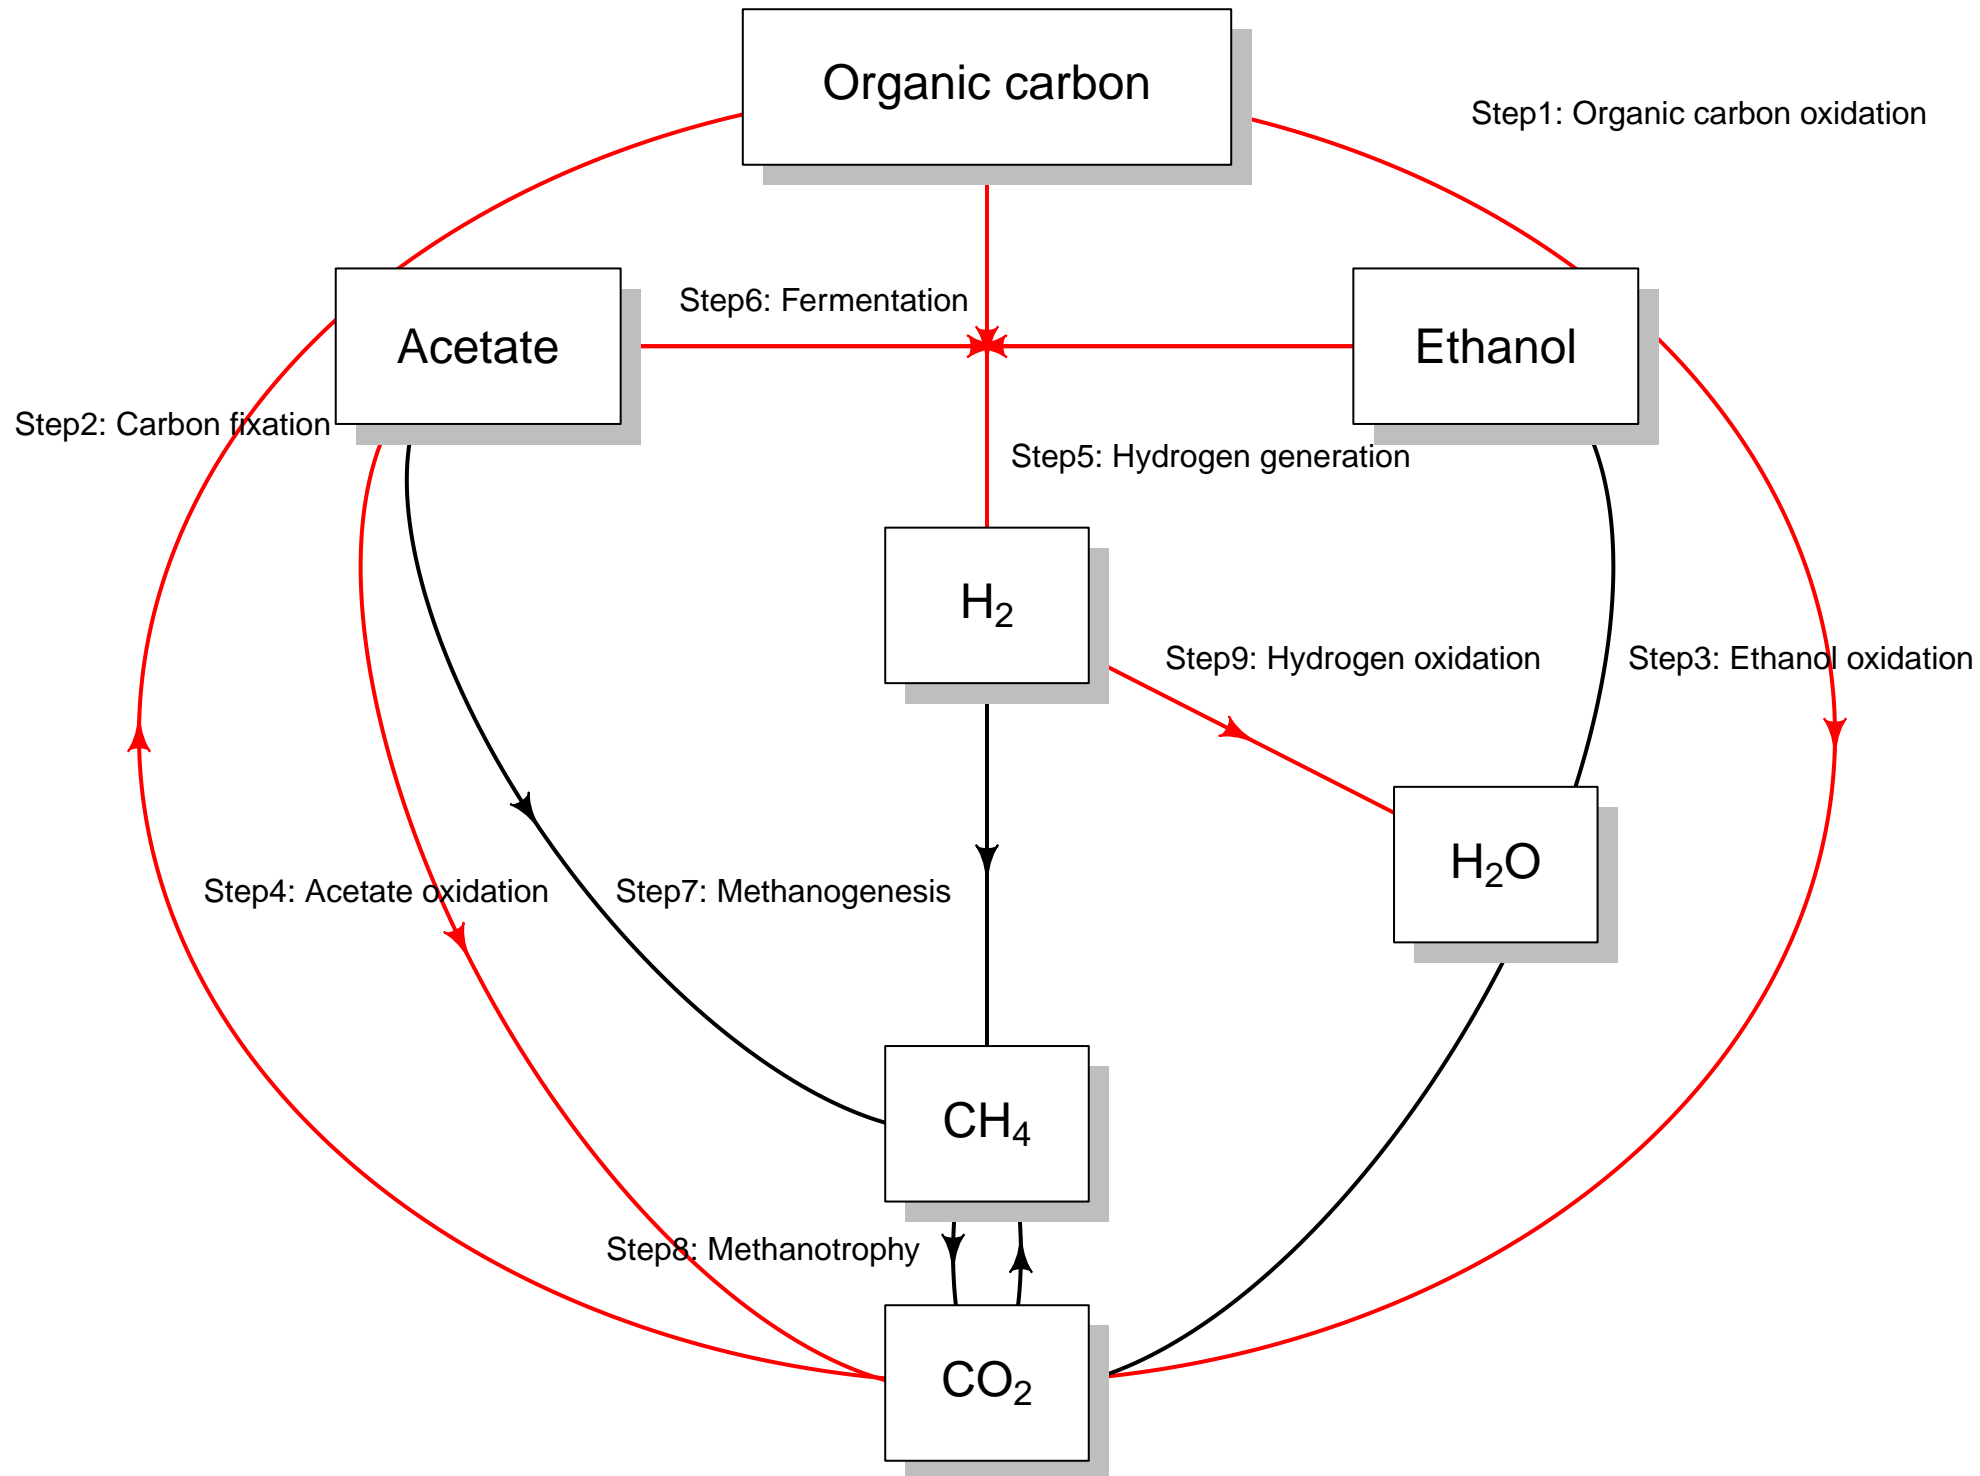 Organic carbon
Step1: Organic carbon oxidation
Step6: Fermentation
Acetate
Ethanol
Step2: Carbon fixation
Step5: Hydrogen generation
H₂
Step9: Hydrogen oxidation
Step3: Ethanol oxidation
H₂O
Step4: Acetate oxidation
Step7: Methanogenesis
CH₄
Step8: Methanotrophy
CO₂